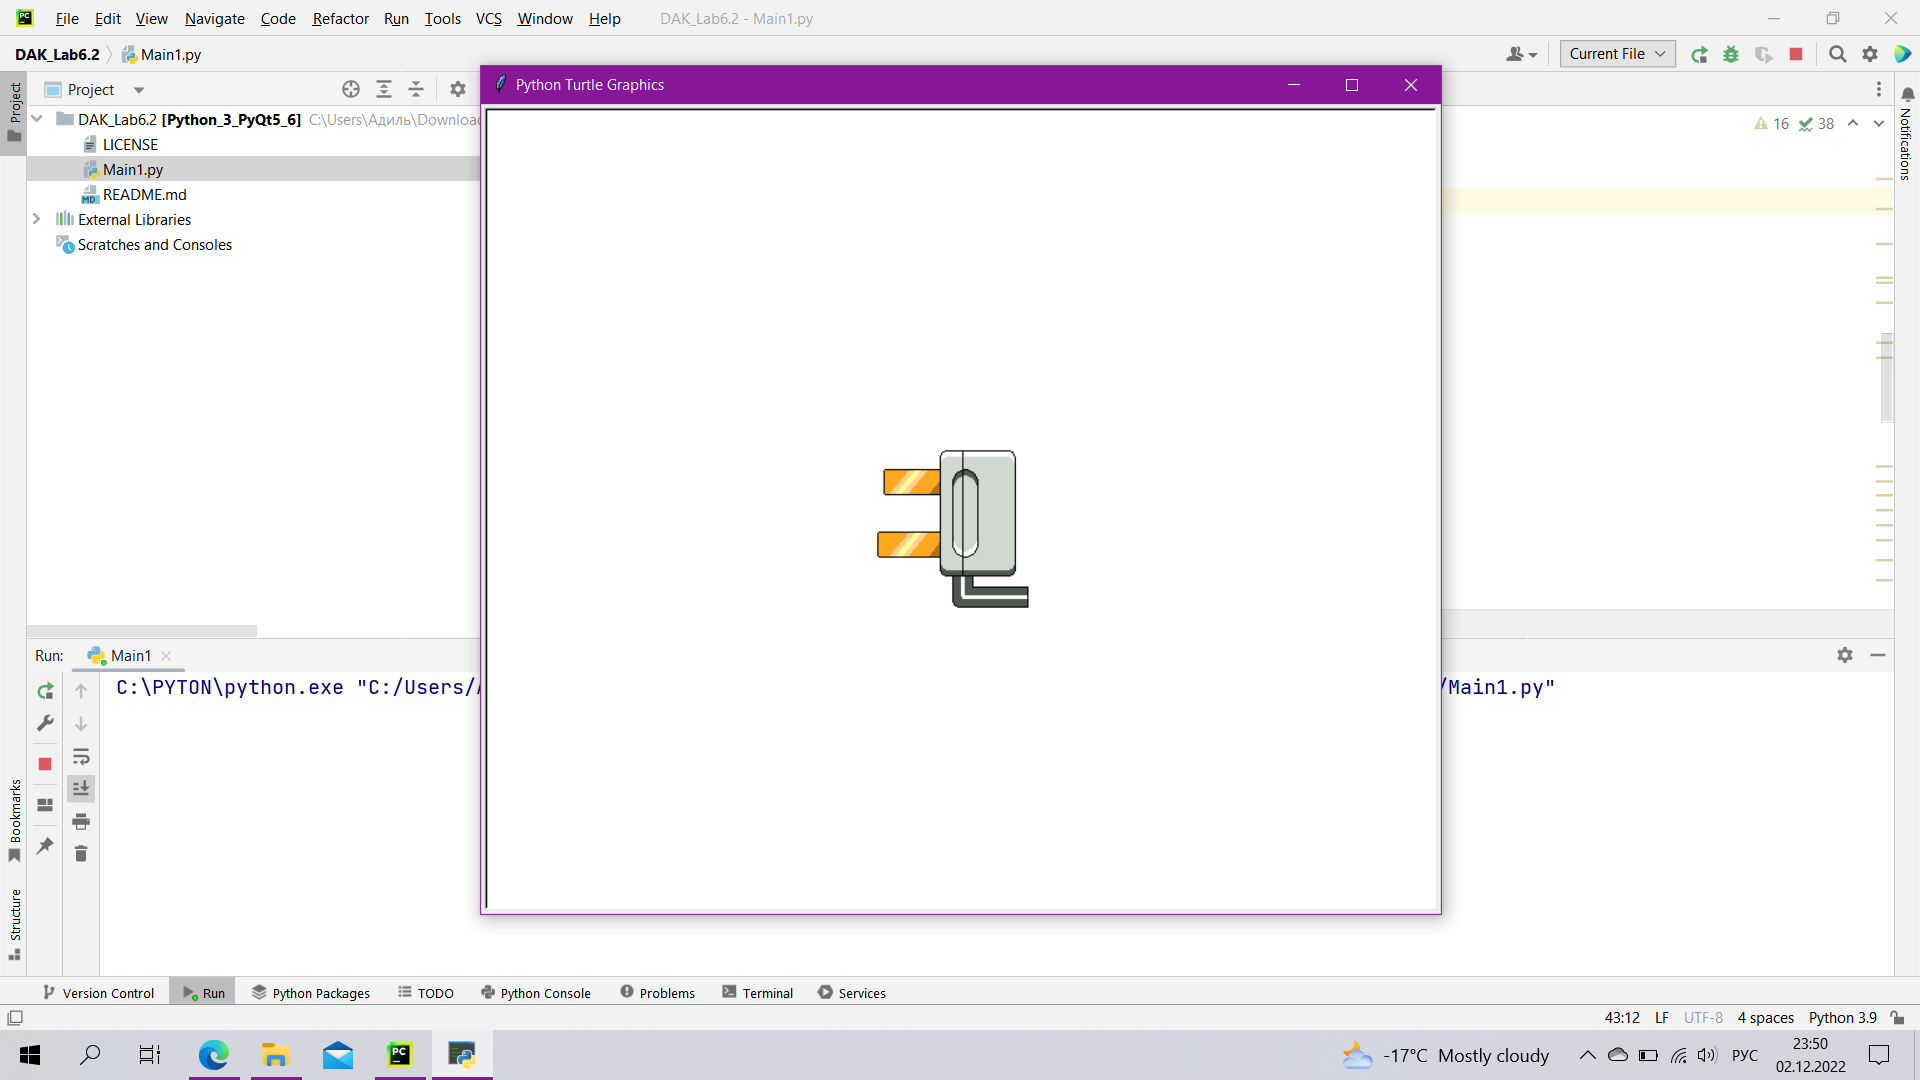 PC File Edit View Navigate Code Refactor Run Tools VCS Window Help DAK_Lab6.2 - Main1.py
DAK_Lab6.2 Main1.py Current File
Python Turtle Graphics
Project Project
16 38
DAK_Lab6.2 [Python_3_PyQt5_6] C:\Users\Адиль\Downloa
LICENSE
Main1.py
MD README.md
External Libraries
Scratches and Consoles
Notifications
Run: Main1
C:\PYTON\python.exe "C:/Users/ /Main1.py"
Bookmarks
Structure
Version Control Run Python Packages TODO Python Console Problems Terminal Services
43:12 LF UTF-8 4 spaces Python 3.9
PC -17°C Mostly cloudy РУС 23:50
02.12.2022